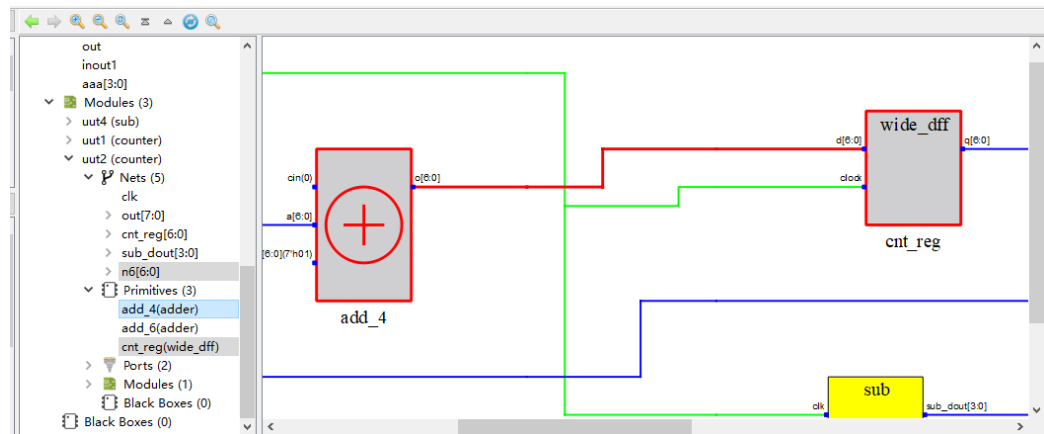 out
inout1
aaa[3:0]
Modules (3)
uut4 (sub)
uut1 (counter)
uut2 (counter)
Nets (5)
clk
out[7:0]
cnt_reg[6:0]
sub_dout[3:0]
n6[6:0]
Primitives (3)
add_4(adder)
add_6(adder)
cnt_reg(wide_dff)
Ports (2)
Modules (1)
Black Boxes (0)
Black Boxes (0)
cin(0)
o[6:0]
a[6:0]
[6:0](7'h01)
add_4
wide_dff
d[6:0]
q[6:0]
clock
cnt_reg
sub
clk
sub_dout[3:0]